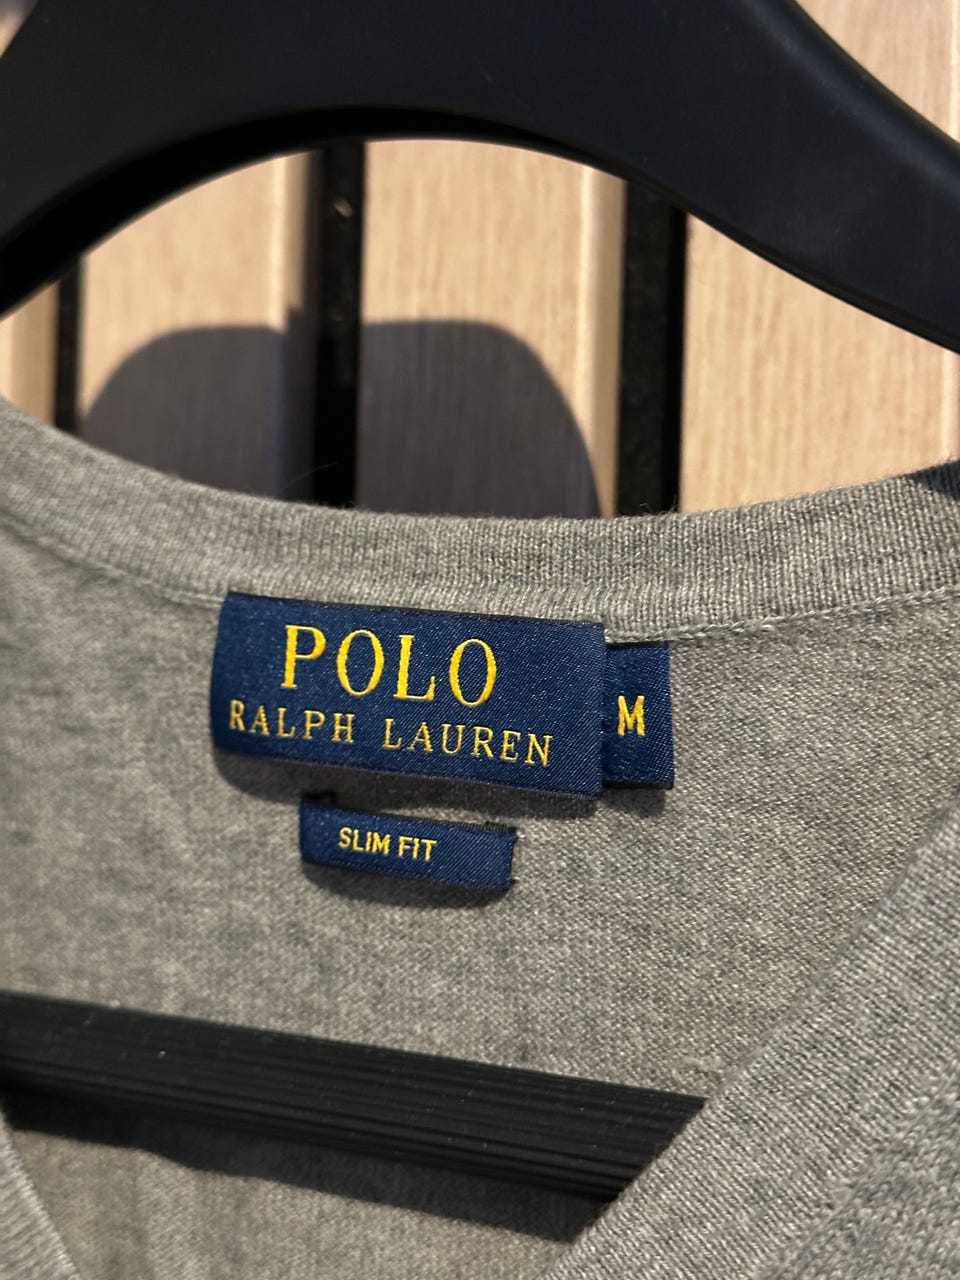 POLO
RALPH LAUREN
M
SLIM FIT